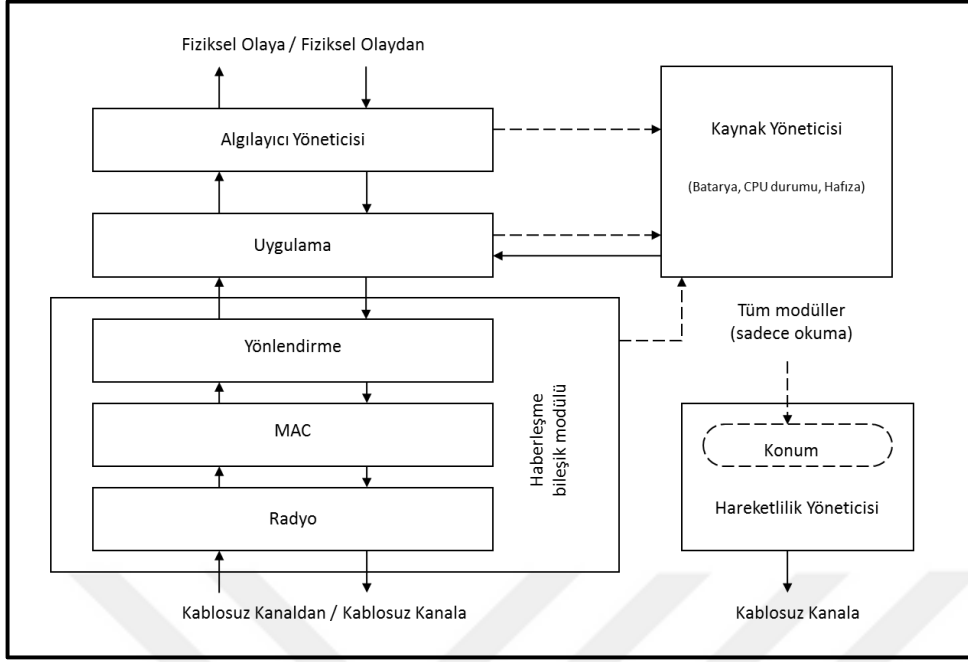 Fiziksel Olaya / Fiziksel Olaydan
Algılayıcı Yöneticisi
Kaynak Yöneticisi
(Batarya, CPU durumu, Hafıza)
Uygulama
Tüm modüller
(sadece okuma)
Yönlendirme
MAC
Radyo
Haberleşme
bileşik modülü
Konum
Hareketlilik Yöneticisi
Kablosuz Kanaldan / Kablosuz Kanala
Kablosuz Kanala